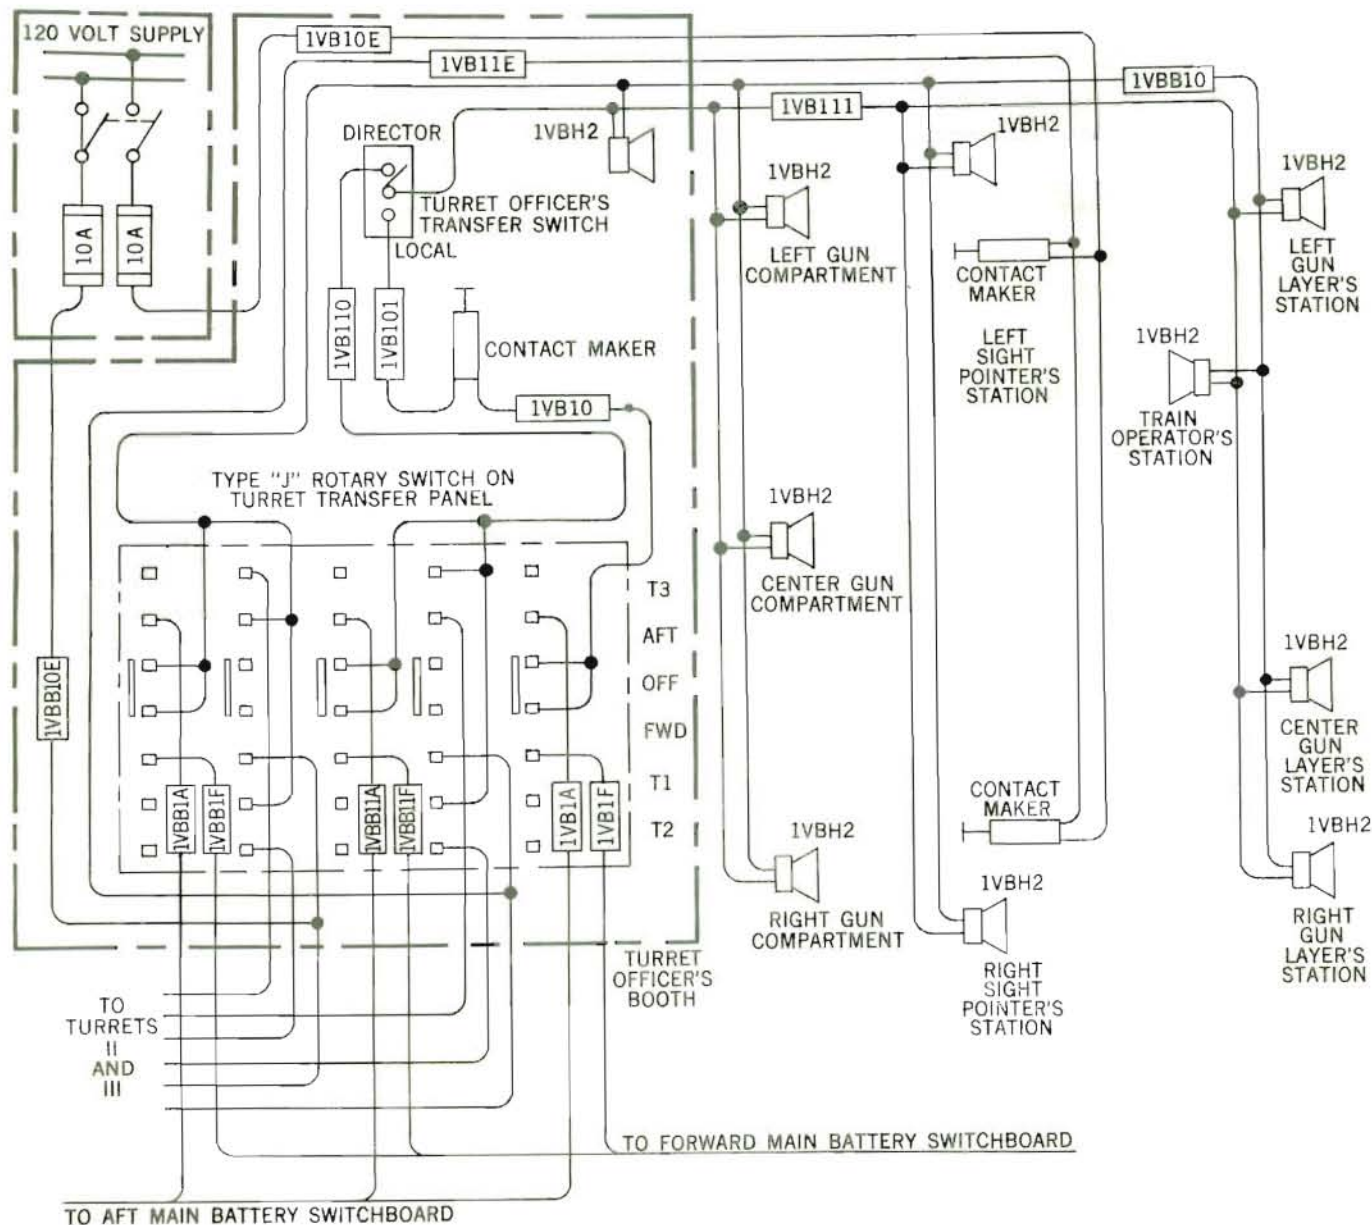 120 VOLT SUPPLY
1VB10E
1VB11E
1VBB10
1VB111
DIRECTOR
1VBH2
1VBH2
TURRET OFFICER'S
TRANSFER SWITCH
LOCAL
10A
10A
1VB110
1VB101
CONTACT MAKER
1VB10
1VBH2
LEFT GUN
COMPARTMENT
CONTACT
MAKER
LEFT
SIGHT
POINTER'S
STATION
1VBH2
LEFT
GUN
LAYER'S
STATION
1VBH2
TRAIN
OPERATOR'S
STATION
TYPE "J" ROTARY SWITCH ON
TURRET TRANSFER PANEL
1VBH2
CENTER GUN
COMPARTMENT
T3
AFT
OFF
FWD
T1
T2
1VBB10E
1VBB1A
1VBB1F
1VBB11A
1VBB11F
1VB1A
1VB1F
1VBH2
CENTER
GUN
LAYER'S
STATION
CONTACT
MAKER
1VBH2
RIGHT GUN
COMPARTMENT
1VBH2
RIGHT
SIGHT
POINTER'S
STATION
1VBH2
RIGHT
GUN
LAYER'S
STATION
TURRET
OFFICER'S
BOOTH
TO
TURRETS
II
AND
III
TO FORWARD MAIN BATTERY SWITCHBOARD
TO AFT MAIN BATTERY SWITCHBOARD